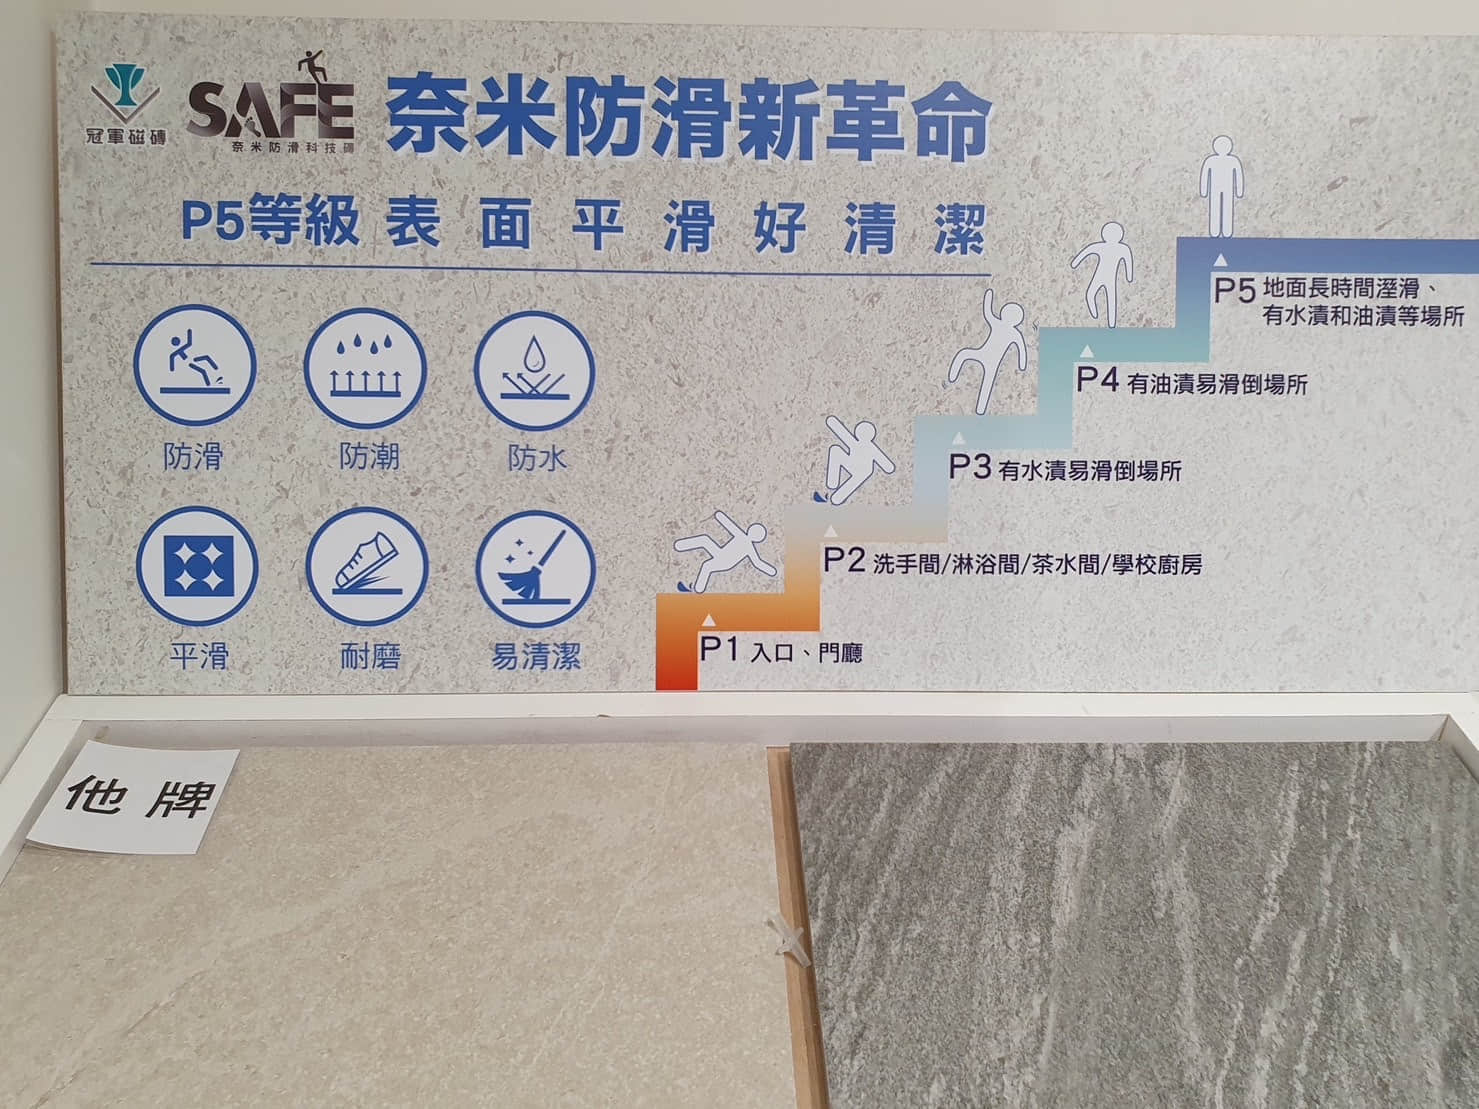 冠軍磁磚
SAFE
奈米防滑科技磚
奈米防滑新革命
P5等級 表面平滑好清潔
防滑
防潮
防水
平滑
耐磨
易清潔
P5 地面長時間溼滑、
有水漬和油漬等場所
P4 有油漬易滑倒場所
P3 有水漬易滑倒場所
P2 洗手間/淋浴間/茶水間/學校廚房
P1 入口、門廳
他牌